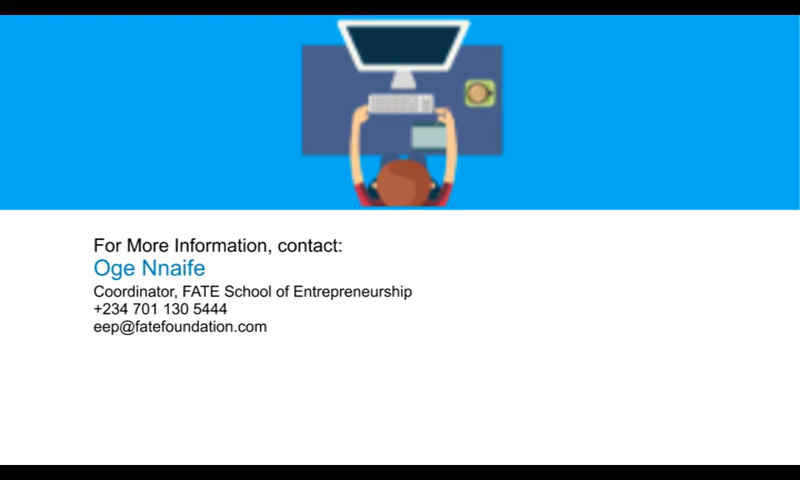 For More Information, contact:
Oge Nnaife
Coordinator, FATE School of Entrepreneurship
+234 701 130 5444
eep@fatefoundation.com